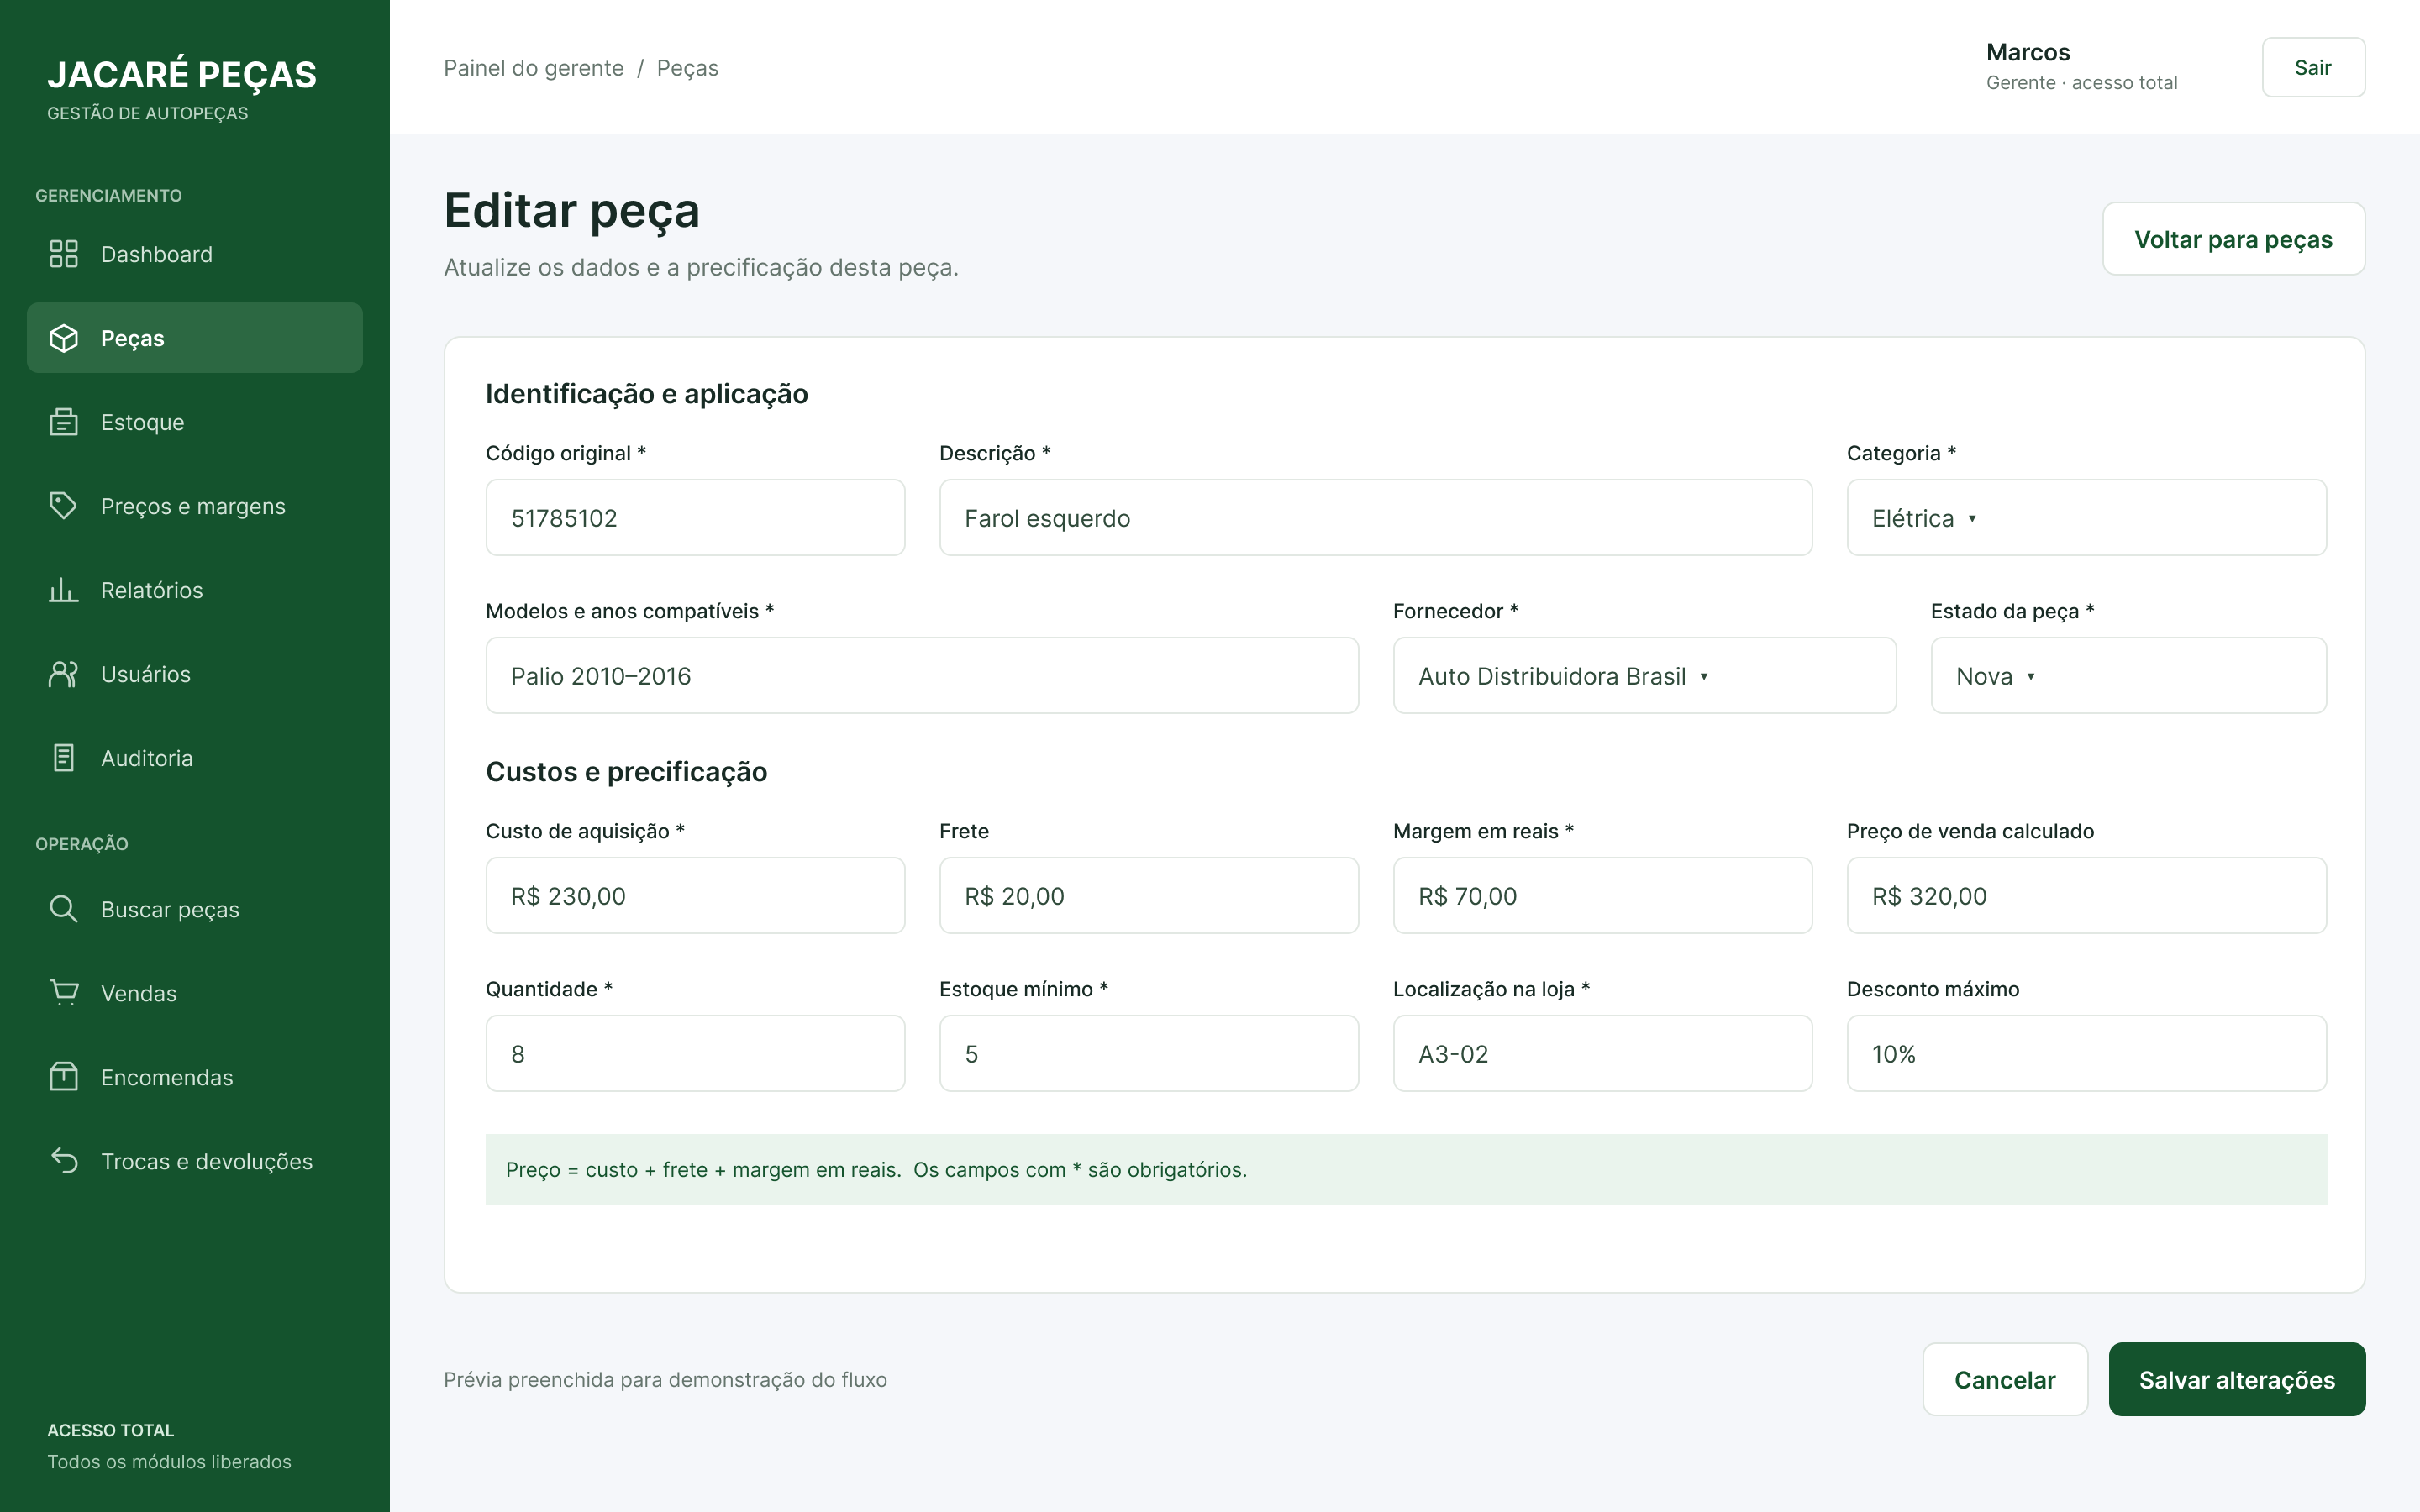 JACARÉ PEÇAS
GESTÃO DE AUTOPEÇAS
GERENCIAMENTO
Dashboard
Peças
Estoque
Preços e margens
Relatórios
Usuários
Auditoria
OPERAÇÃO
Buscar peças
Vendas
Encomendas
Trocas e devoluções
ACESSO TOTAL
Todos os módulos liberados
Painel do gerente / Peças
Marcos
Gerente · acesso total
Sair
Editar peça
Atualize os dados e a precificação desta peça.
Voltar para peças
Identificação e aplicação
Código original *
Descrição *
Categoria *
51785102
Farol esquerdo
Elétrica ▾
Modelos e anos compatíveis *
Fornecedor *
Estado da peça *
Palio 2010–2016
Auto Distribuidora Brasil ▾
Nova ▾
Custos e precificação
Custo de aquisição *
Frete
Margem em reais *
Preço de venda calculado
R$ 230,00
R$ 20,00
R$ 70,00
R$ 320,00
Quantidade *
Estoque mínimo *
Localização na loja *
Desconto máximo
8
5
A3-02
10%
Preço = custo + frete + margem em reais. Os campos com * são obrigatórios.
Prévia preenchida para demonstração do fluxo
Cancelar
Salvar alterações